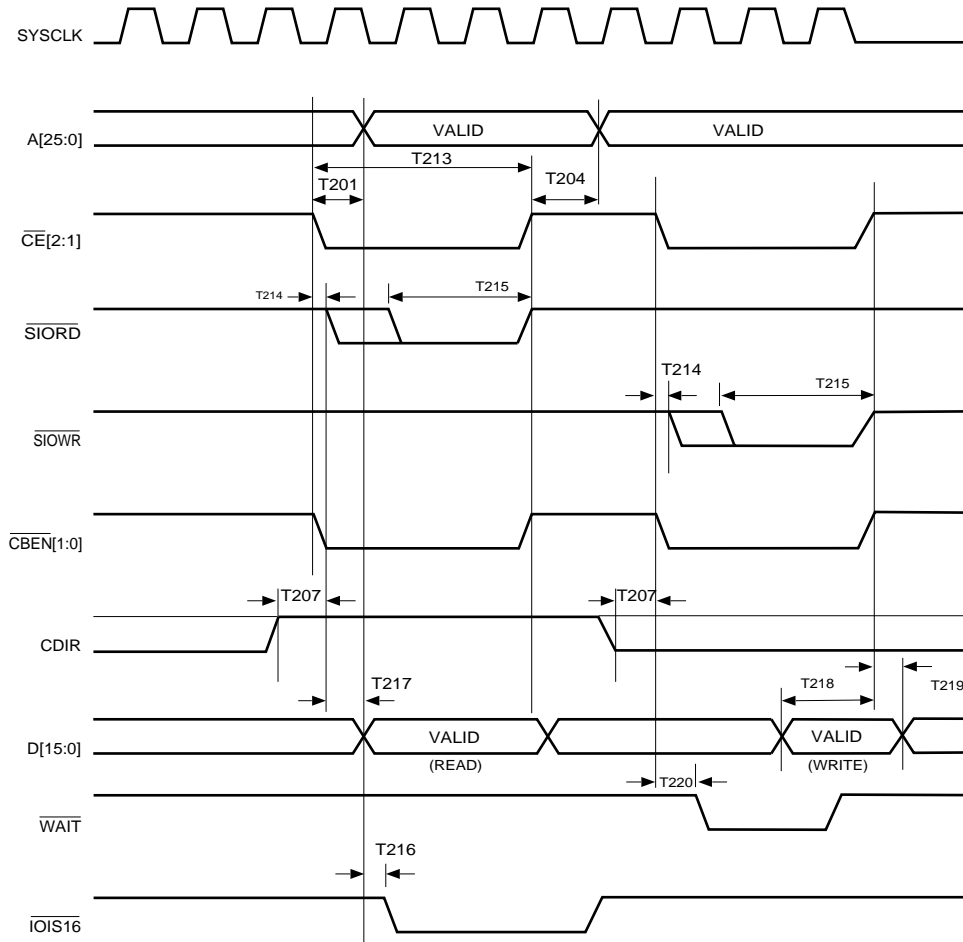 SYSCLK
A[25:0]
VALID
VALID
T213
T201
T204
CE[2:1]
T214
T215
SIORD
T214
T215
SIOWR
CBEN[1:0]
T207
T207
CDIR
T217
T218
T219
D[15:0]
VALID
(READ)
VALID
(WRITE)
T220
WAIT
T216
IOIS16